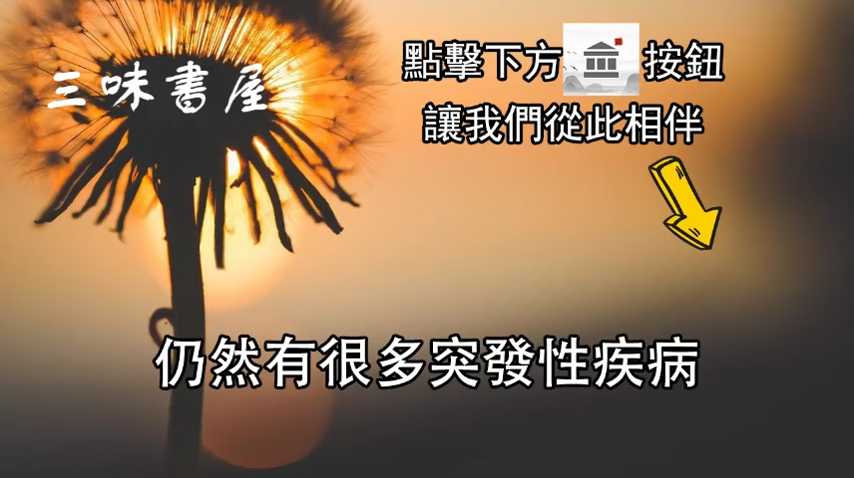 三味書屋
點擊下方按鈕
讓我們從此相伴
仍然有很多突發性疾病